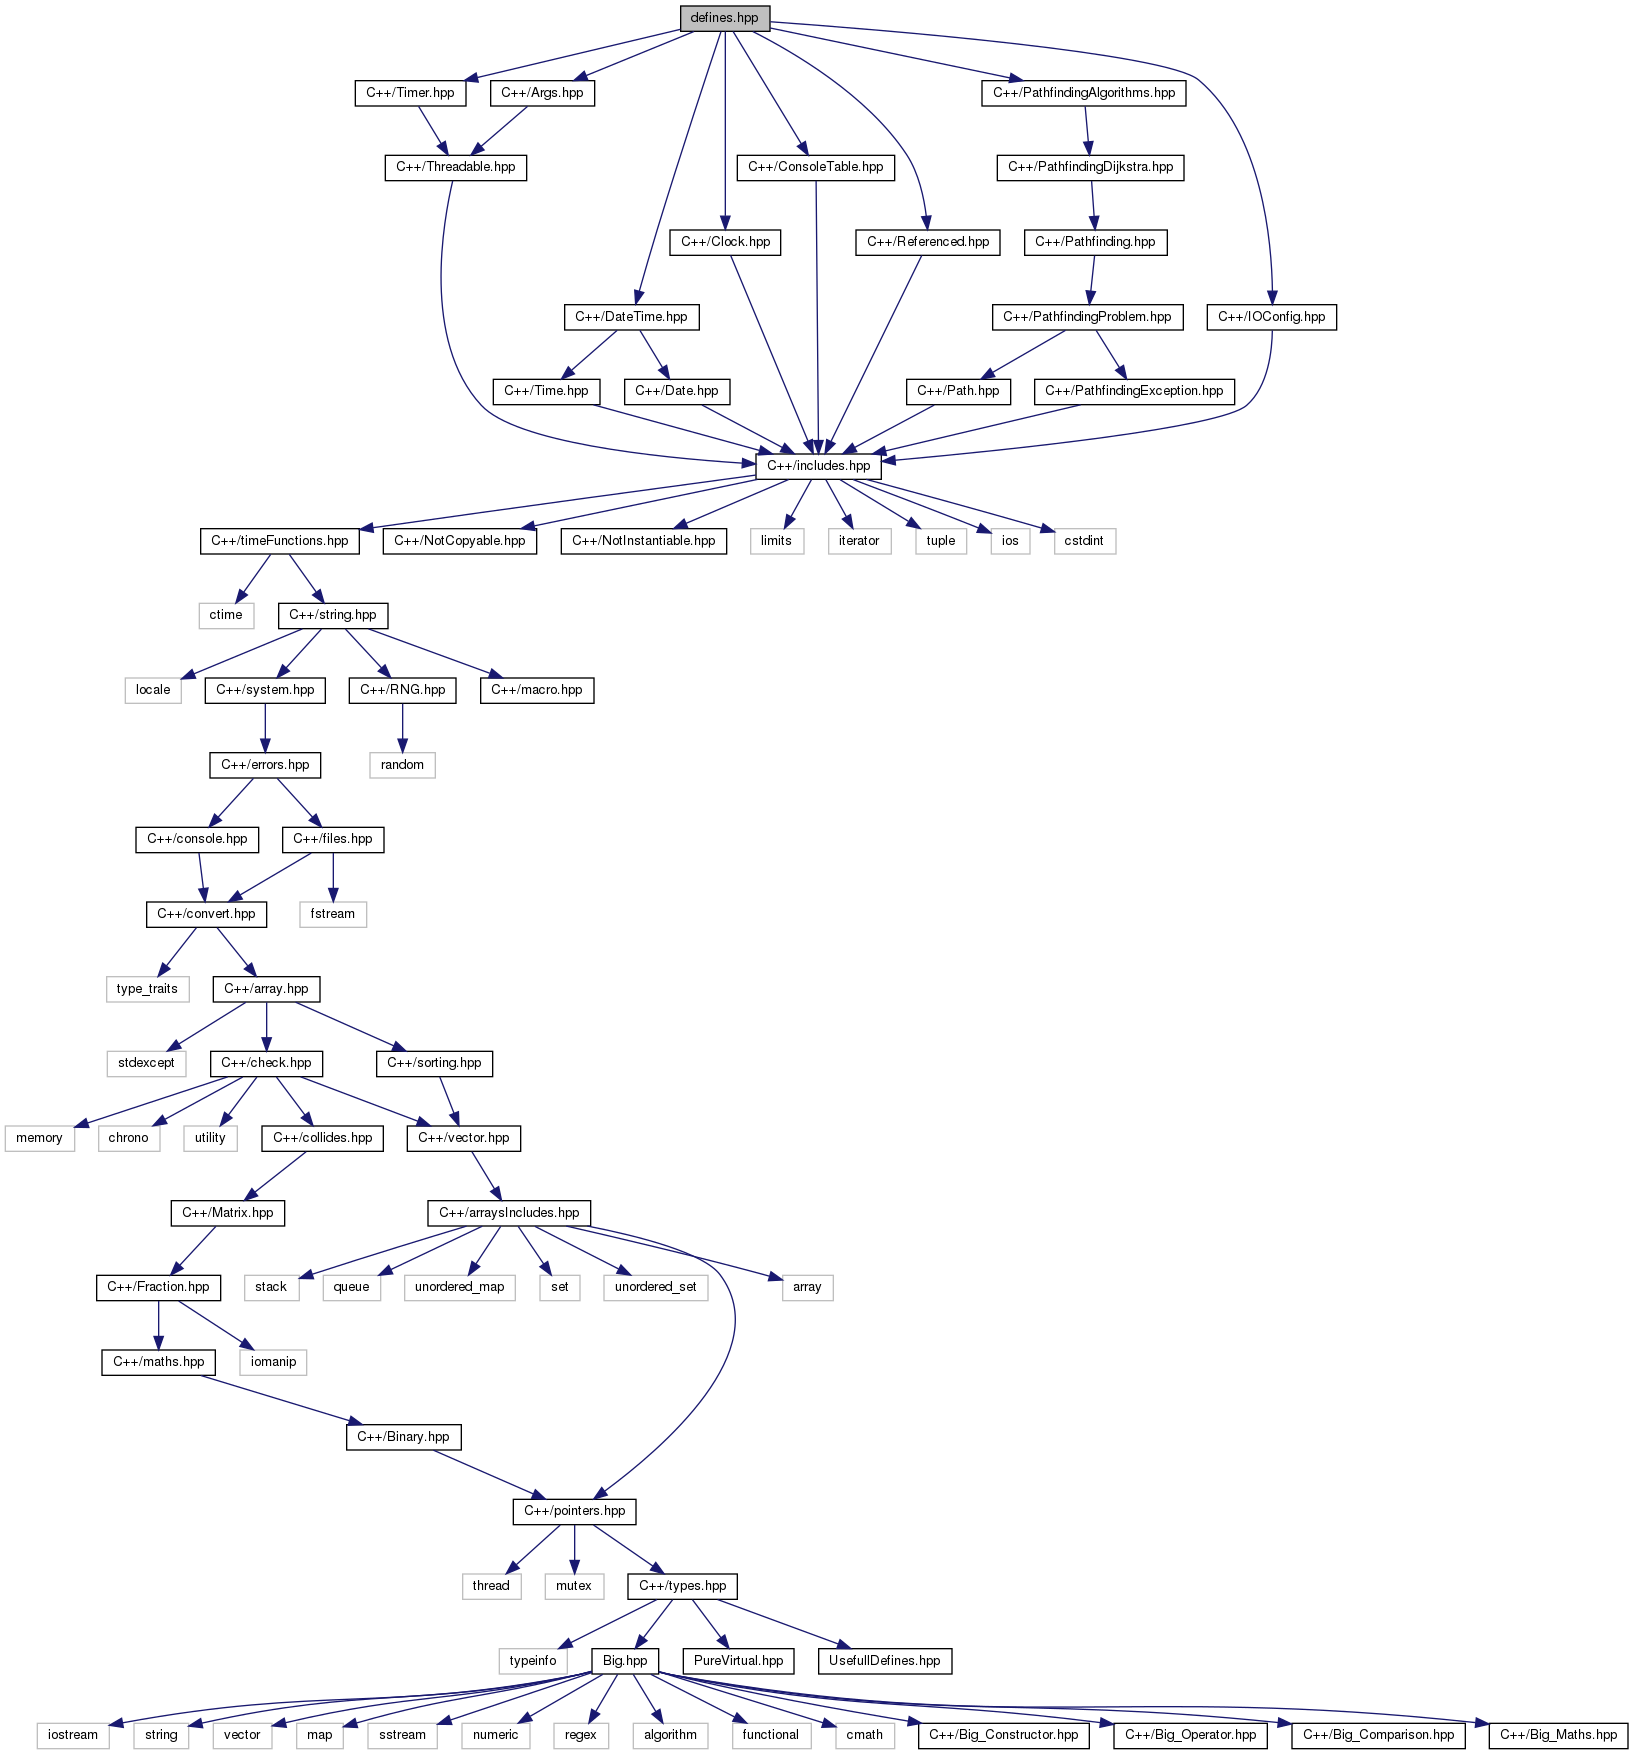 defines.hpp
C++/Timer.hpp
C++/Args.hpp
C++/PathfindingAlgorithms.hpp
C++/Threadable.hpp
C++/ConsoleTable.hpp
C++/PathfindingDijkstra.hpp
C++/Clock.hpp
C++/Referenced.hpp
C++/Pathfinding.hpp
C++/DateTime.hpp
C++/PathfindingProblem.hpp
C++/IOConfig.hpp
C++/Time.hpp
C++/Date.hpp
C++/Path.hpp
C++/PathfindingException.hpp
C++/includes.hpp
C++/timeFunctions.hpp
C++/NotCopyable.hpp
C++/NotInstantiable.hpp
limits
iterator
tuple
ios
cstdint
ctime
C++/string.hpp
locale
C++/system.hpp
C++/RNG.hpp
C++/macro.hpp
C++/errors.hpp
random
C++/console.hpp
C++/files.hpp
C++/convert.hpp
fstream
type_traits
C++/array.hpp
stdexcept
C++/check.hpp
C++/sorting.hpp
memory
chrono
utility
C++/collides.hpp
C++/vector.hpp
C++/Matrix.hpp
C++/arraysIncludes.hpp
C++/Fraction.hpp
stack
queue
unordered_map
set
unordered_set
array
C++/maths.hpp
iomanip
C++/Binary.hpp
C++/pointers.hpp
thread
mutex
C++/types.hpp
typeinfo
Big.hpp
PureVirtual.hpp
UsefullDefines.hpp
iostream
string
vector
map
sstream
numeric
regex
algorithm
functional
cmath
C++/Big_Constructor.hpp
C++/Big_Operator.hpp
C++/Big_Comparison.hpp
C++/Big_Maths.hpp